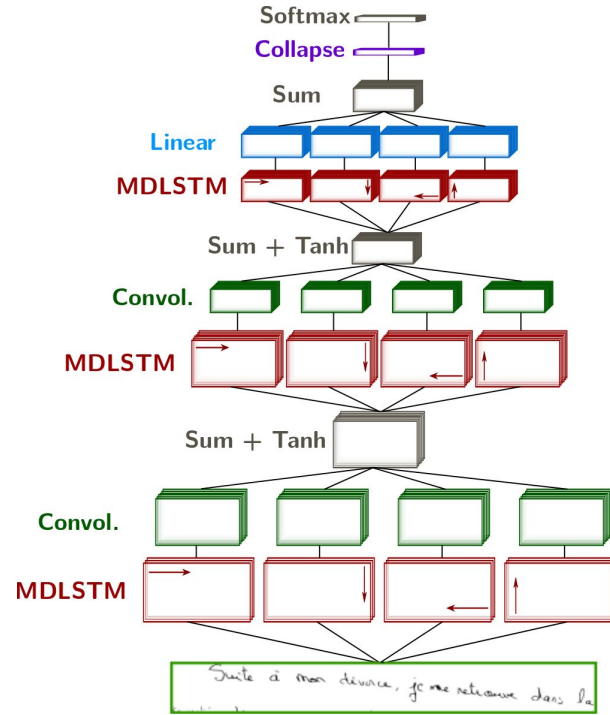 Softmax
Collapse
Sum
Linear
MDLSTM
Sum + Tanh
Convol.
MDLSTM
Sum + Tanh
Convol.
MDLSTM
Suite à mon divorce, je me retrouve dans la